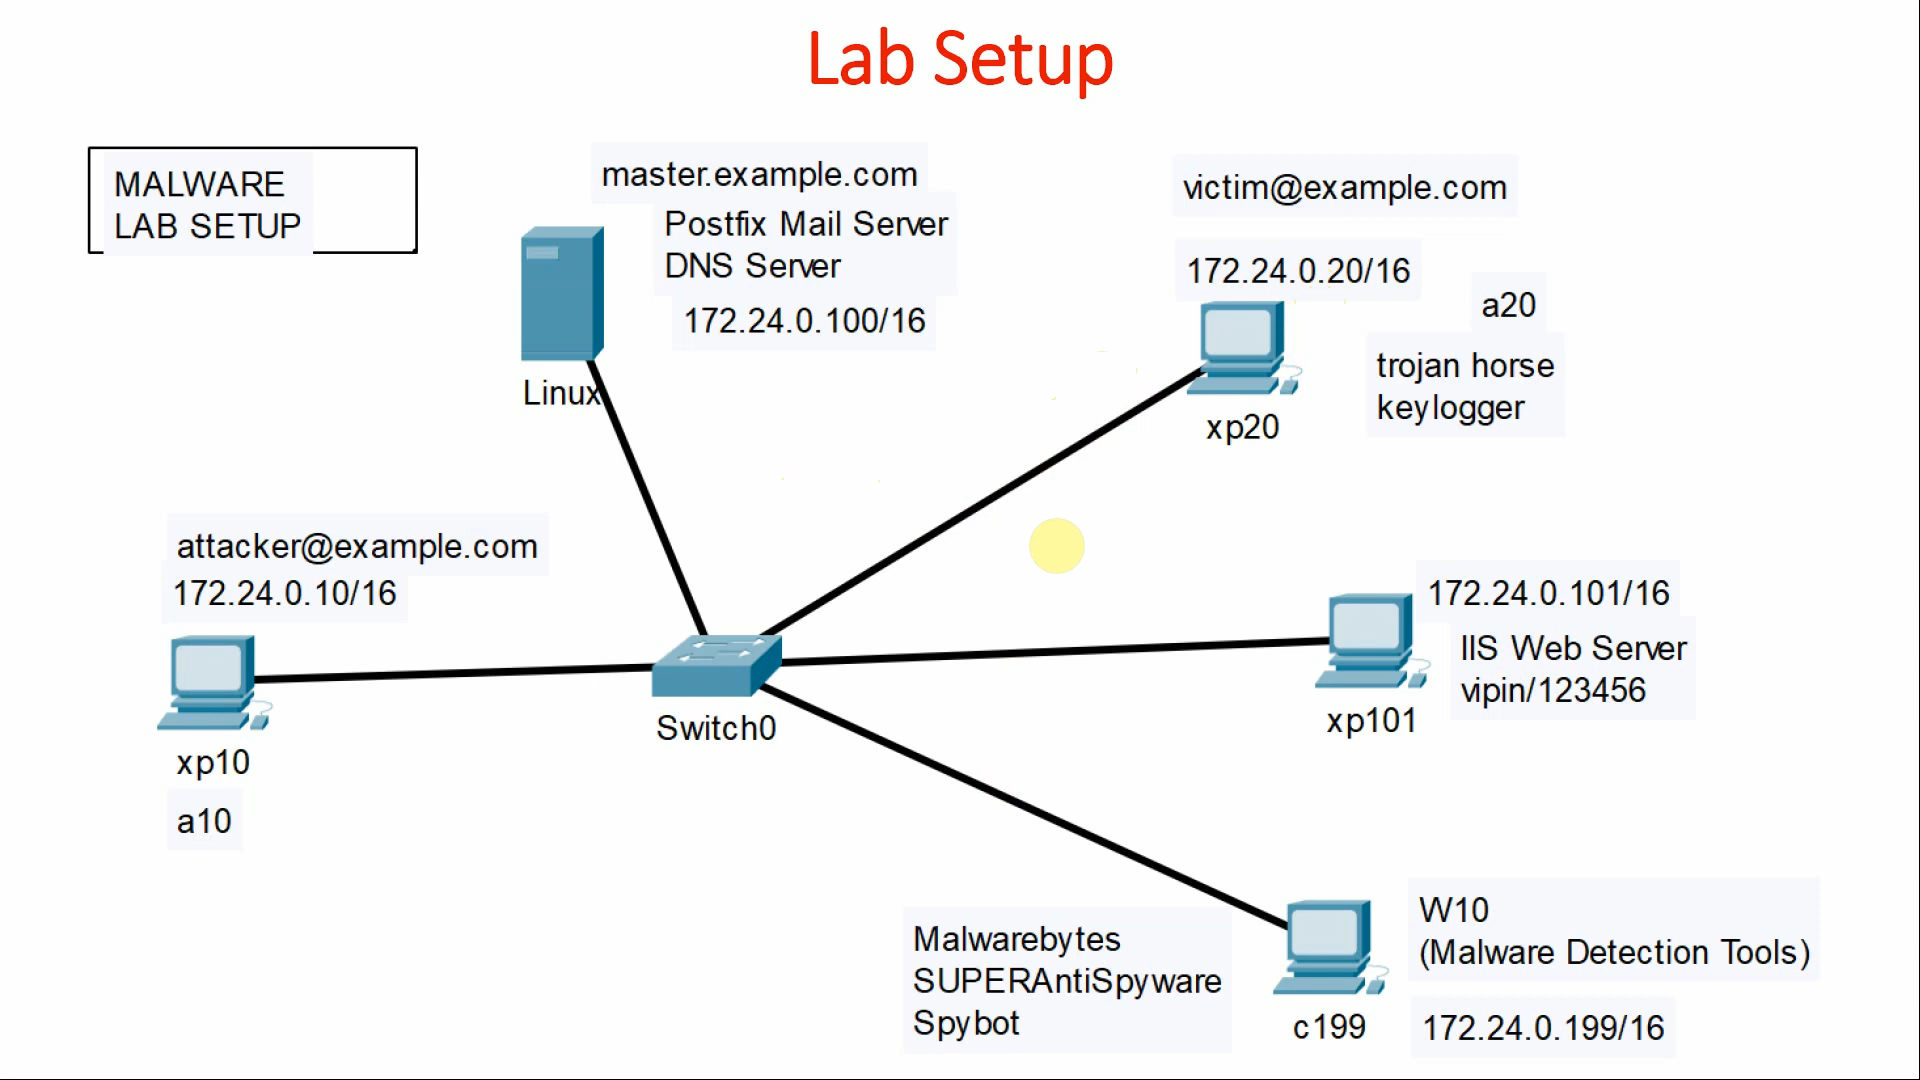 Lab Setup
MALWARE
LAB SETUP
master.example.com
Postfix Mail Server
DNS Server
172.24.0.100/16
Linux
victim@example.com
172.24.0.20/16
a20
trojan horse
keylogger
xp20
attacker@example.com
172.24.0.10/16
xp10
a10
Switch0
172.24.0.101/16
IIS Web Server
vipin/123456
xp101
Malwarebytes
SUPERAntiSpyware
Spybot
W10
(Malware Detection Tools)
c199
172.24.0.199/16